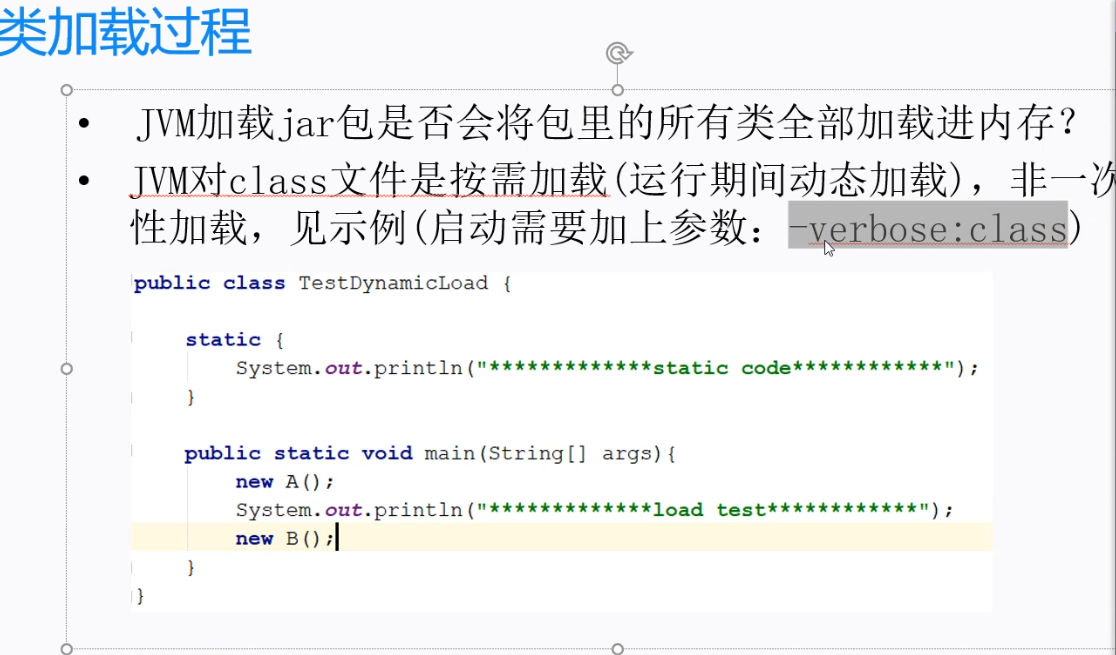 类加载过程
• JVM加载jar包是否会将包里的所有类全部加载进内存？
• JVM对class文件是按需加载(运行期间动态加载)，非一次
性加载，见示例(启动需要加上参数：-verbose:class)
public class TestDynamicLoad {
static {
System.out.println("*************static code************");
}
public static void main(String[] args){
new A();
System.out.println("*************load test************");
new B();
}
}